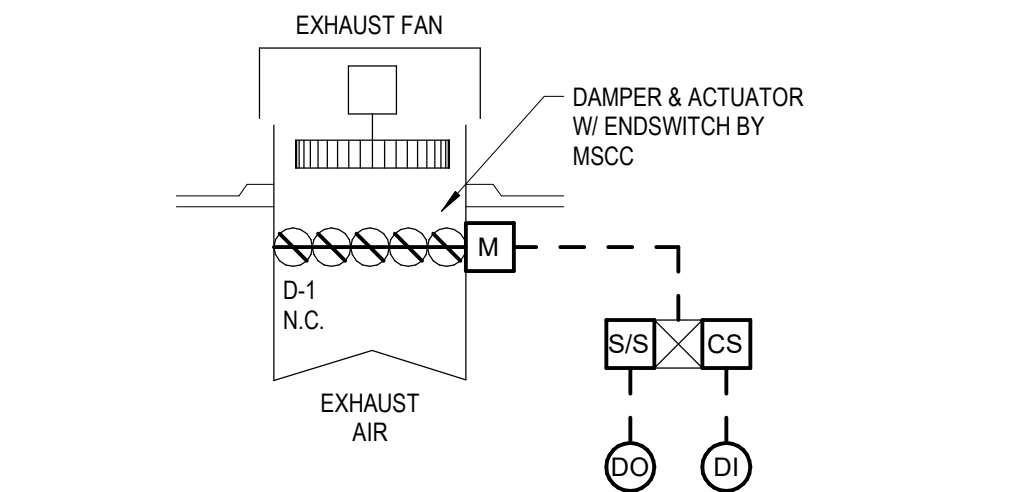 EXHAUST FAN
DAMPER & ACTUATOR
W/ ENDSWITCH BY
MSCC
M
D-1
N.C.
S/S
CS
EXHAUST
AIR
DO
DI